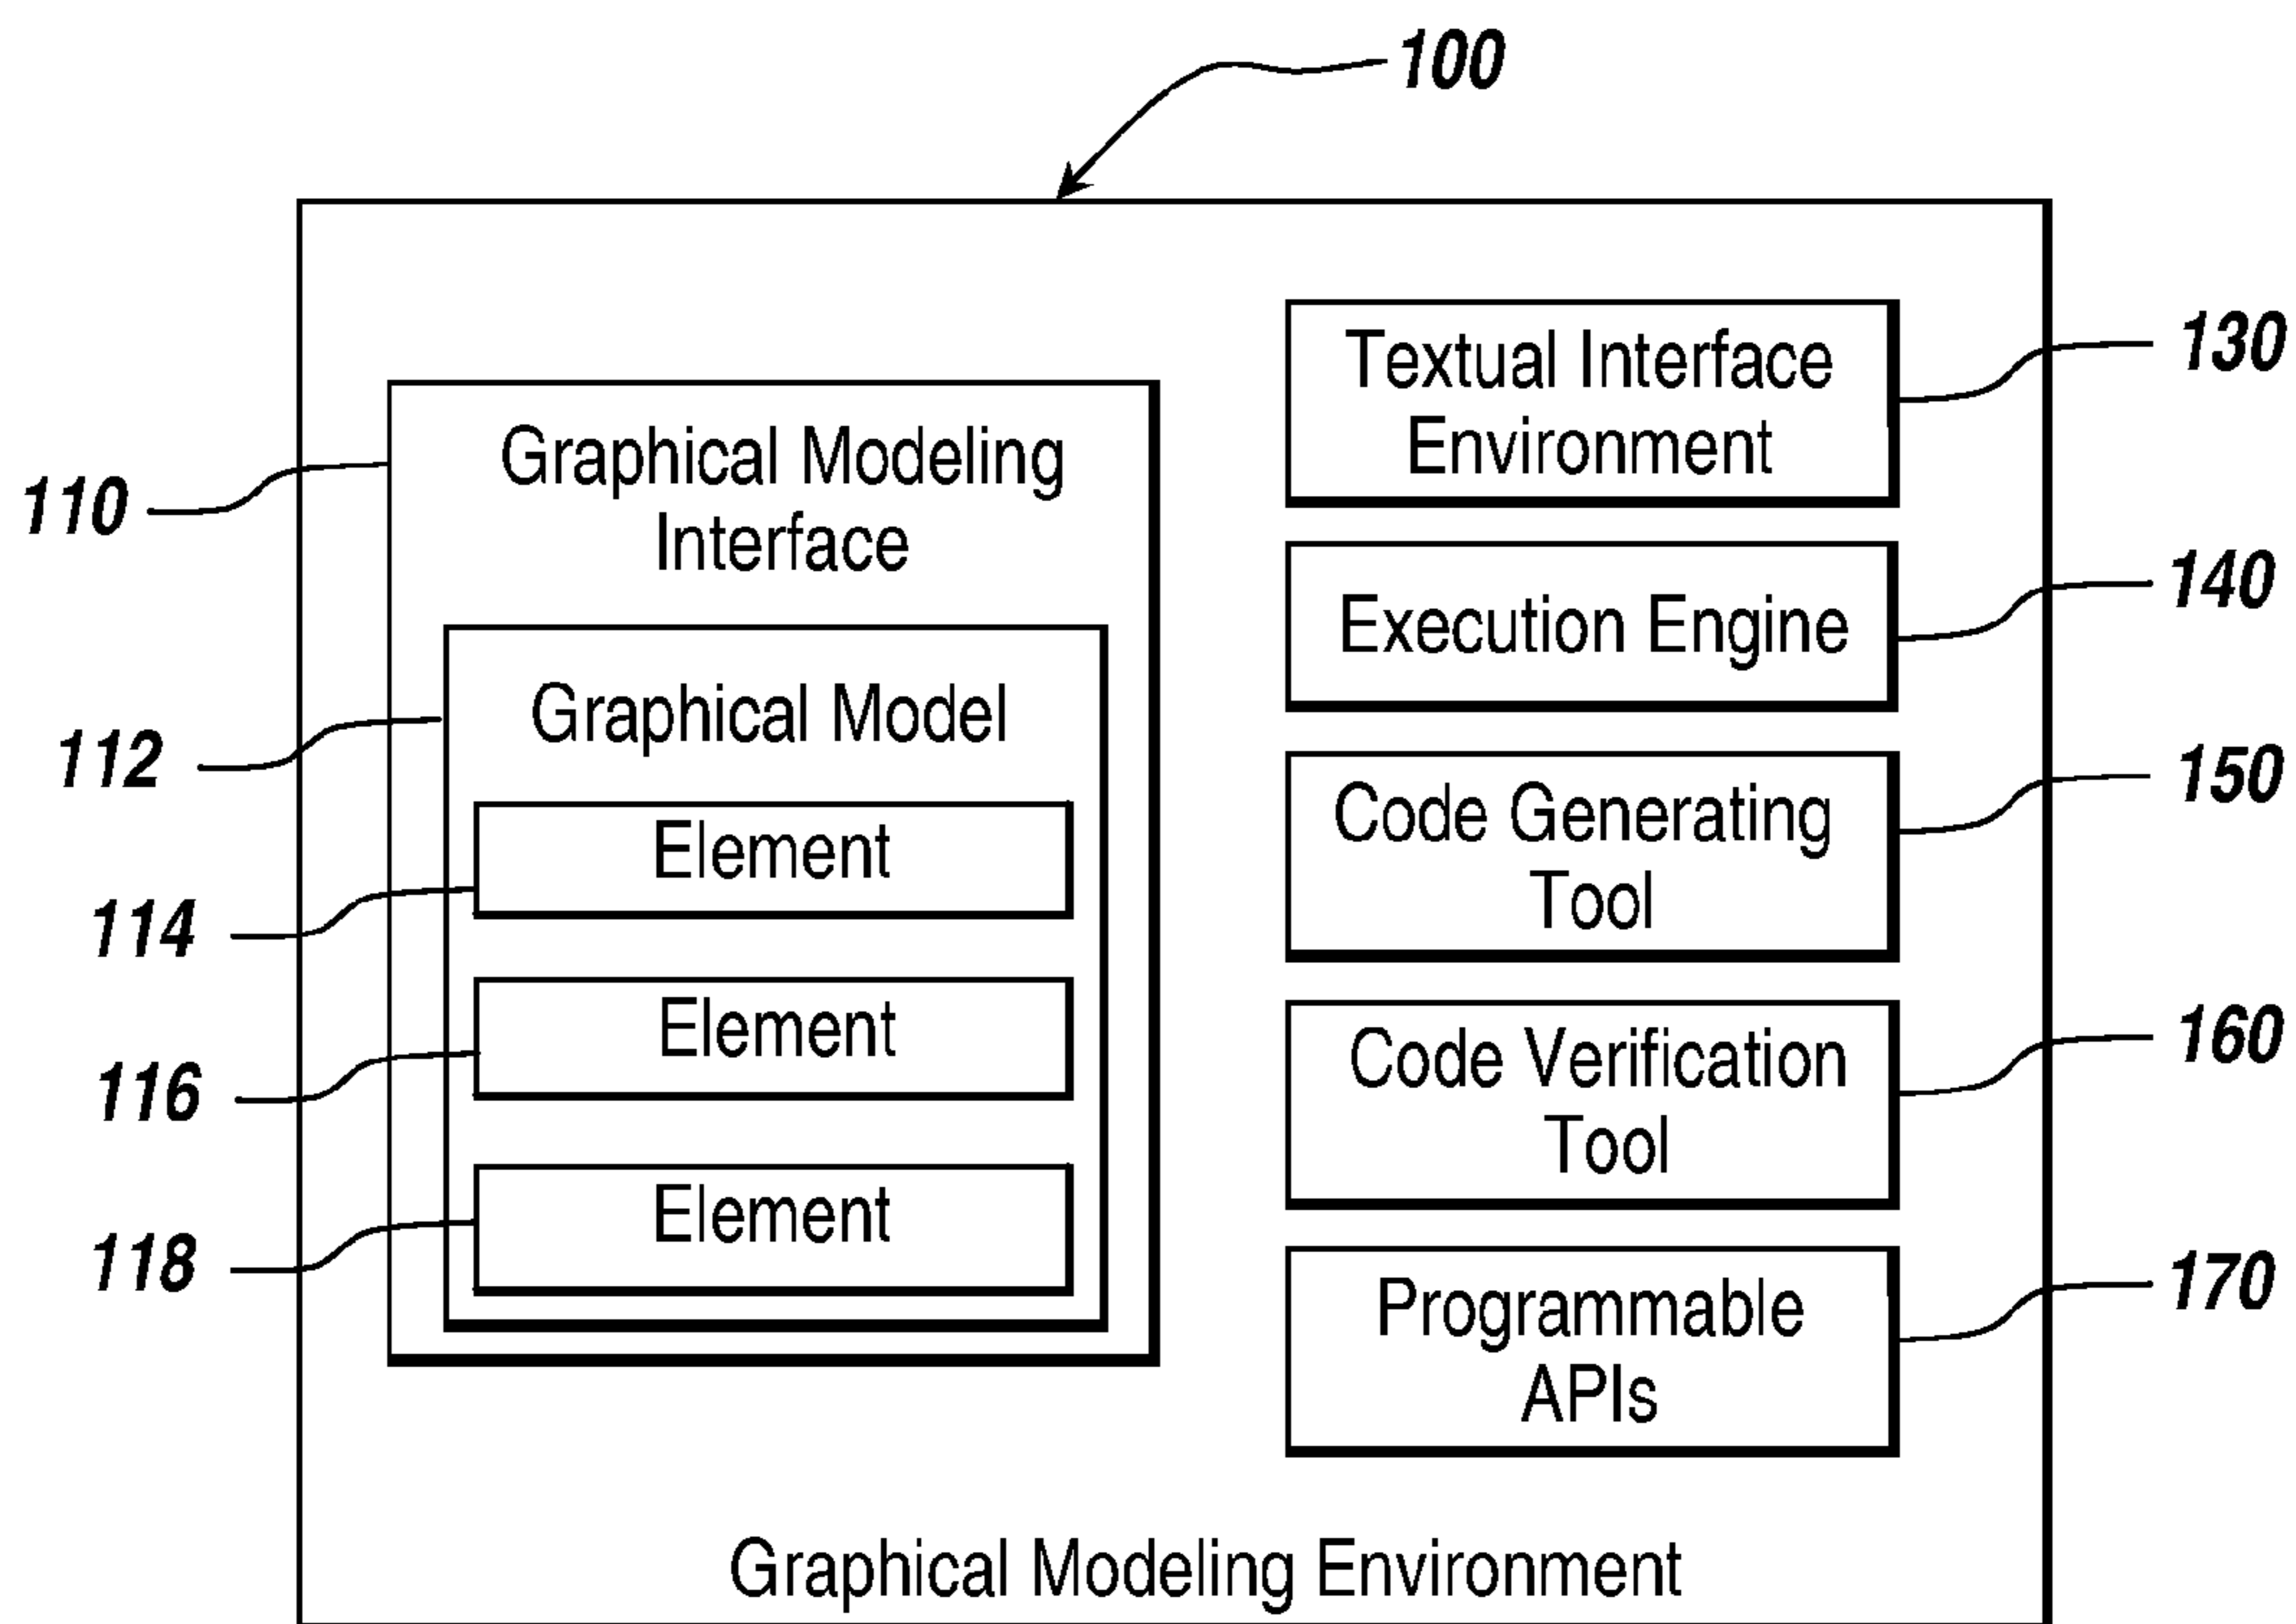 100
110
Graphical Modeling
Interface
112
Graphical Model
114
Element
116
Element
118
Element
Textual Interface
Environment
130
Execution Engine
140
Code Generating
Tool
150
Code Verification
Tool
160
Programmable
APIs
170
Graphical Modeling Environment